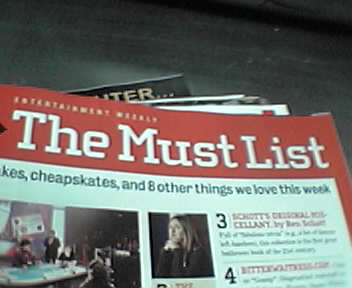 NTER...
ENTERTAINMENT WEEKLY
The Must List
akes, cheapskates, and 8 other things we love this week
3 SCHOTT'S ORIGINAL MIS-
CELLANY, by Ben Schott
Full of "fabulous trivia" (e.g., a list of famous
left-handers), this collection is the first great
bathroom book of the 21st century.
4 BITTERWAITRESS.COM